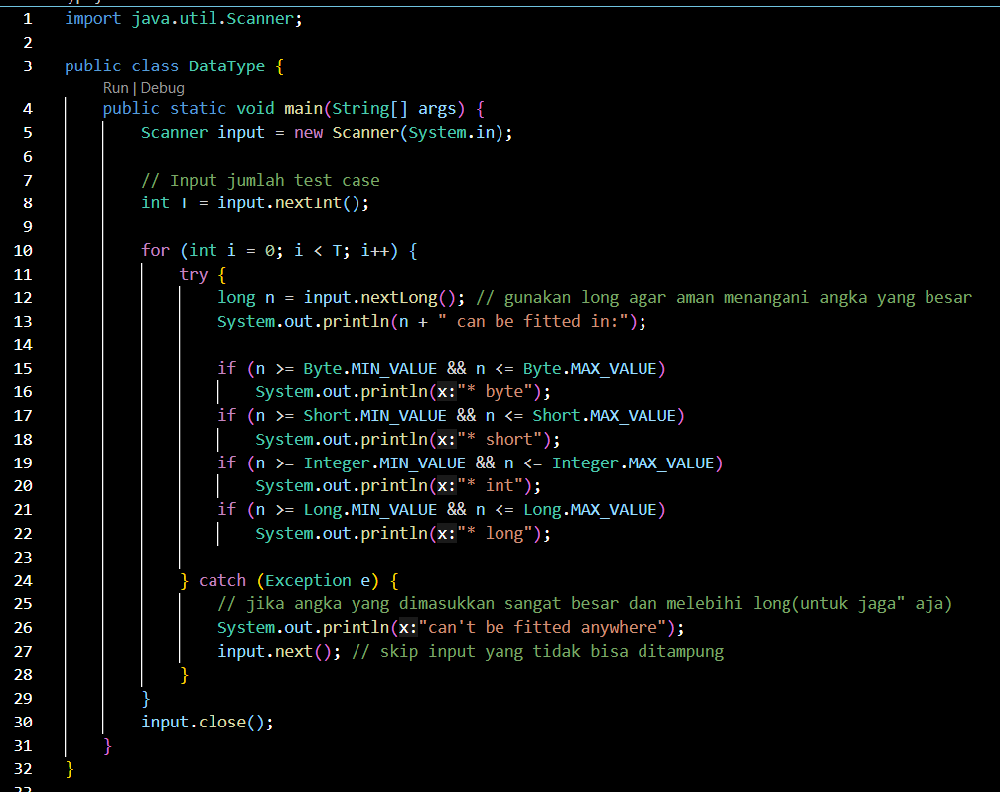 1 import java.util.Scanner;
2
3 public class DataType {
Run | Debug
4 public static void main(String[] args) {
5 Scanner input = new Scanner(System.in);
6
7 // Input jumlah test case
8 int T = input.nextInt();
9
10 for (int i = 0; i < T; i++) {
11 try {
12 long n = input.nextLong(); // gunakan long agar aman menangani angka yang besar
13 System.out.println(n + " can be fitted in:");
14
15 if (n >= Byte.MIN_VALUE && n <= Byte.MAX_VALUE)
16 System.out.println(x:"* byte");
17 if (n >= Short.MIN_VALUE && n <= Short.MAX_VALUE)
18 System.out.println(x:"* short");
19 if (n >= Integer.MIN_VALUE && n <= Integer.MAX_VALUE)
20 System.out.println(x:"* int");
21 if (n >= Long.MIN_VALUE && n <= Long.MAX_VALUE)
22 System.out.println(x:"* long");
23
24 } catch (Exception e) {
25 // jika angka yang dimasukkan sangat besar dan melebihi long(untuk jaga" aja)
26 System.out.println(x:"can't be fitted anywhere");
27 input.next(); // skip input yang tidak bisa ditampung
28 }
29 }
30 input.close();
31 }
32 }